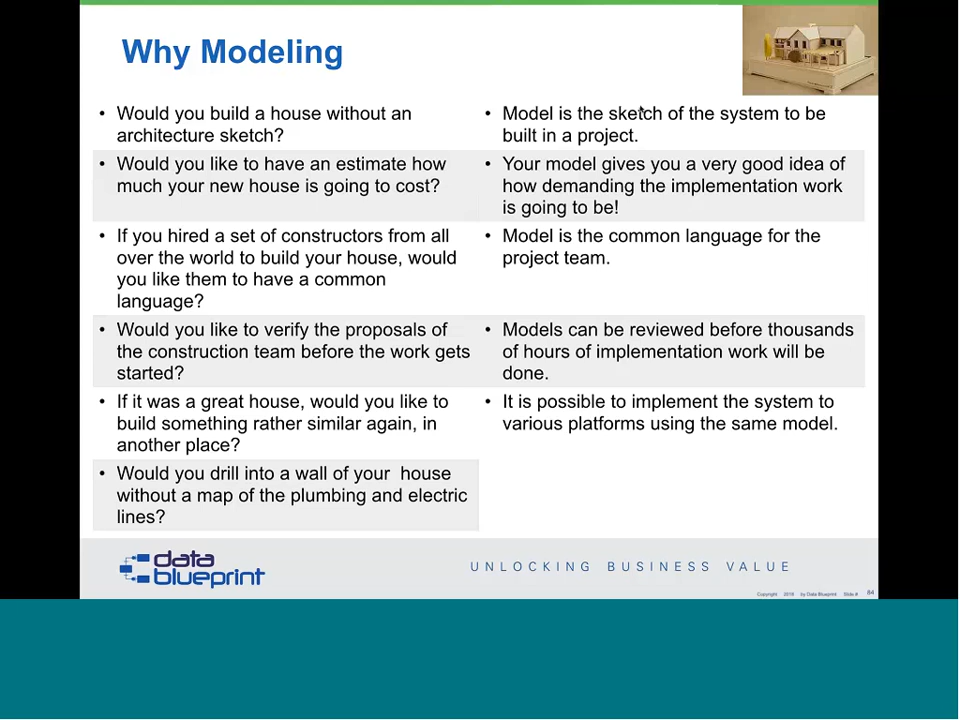 Why Modeling
• Would you build a house without an
architecture sketch?
• Model is the sketch of the system to be
built in a project.
• Would you like to have an estimate how
much your new house is going to cost?
• Your model gives you a very good idea of
how demanding the implementation work
is going to be!
• If you hired a set of constructors from all
over the world to build your house, would
you like them to have a common
language?
• Model is the common language for the
project team.
• Would you like to verify the proposals of
the construction team before the work gets
started?
• Models can be reviewed before thousands
of hours of implementation work will be
done.
• If it was a great house, would you like to
build something rather similar again, in
another place?
• It is possible to implement the system to
various platforms using the same model.
• Would you drill into a wall of your house
without a map of the plumbing and electric
lines?
data
blueprint
UNLOCKING BUSINESS VALUE
Copyright 2018 by Data Blueprint Slide # 64